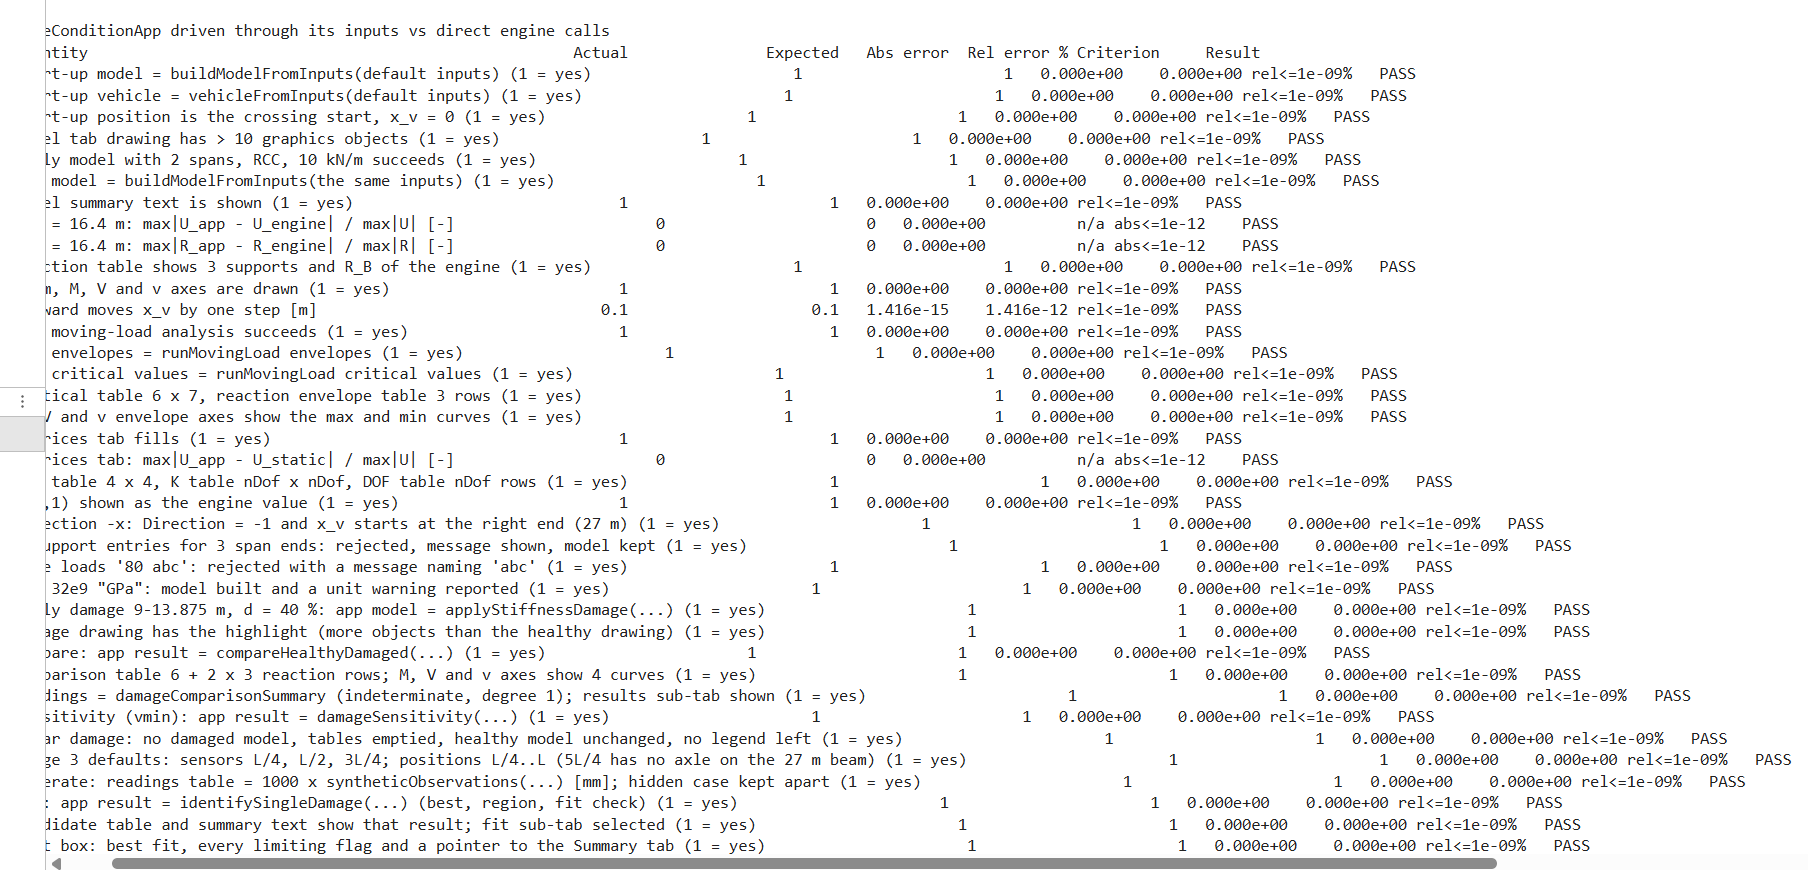 eConditionApp driven through its inputs vs direct engine calls
ntity Actual Expected Abs error Rel error % Criterion Result
rt-up model = buildModelFromInputs(default inputs) (1 = yes) 1 1 0.000e+00 0.000e+00 rel<=1e-09% PASS
rt-up vehicle = vehicleFromInputs(default inputs) (1 = yes) 1 1 0.000e+00 0.000e+00 rel<=1e-09% PASS
rt-up position is the crossing start, x_v = 0 (1 = yes) 1 1 0.000e+00 0.000e+00 rel<=1e-09% PASS
el tab drawing has > 10 graphics objects (1 = yes) 1 1 0.000e+00 0.000e+00 rel<=1e-09% PASS
ly model with 2 spans, RCC, 10 kN/m succeeds (1 = yes) 1 1 0.000e+00 0.000e+00 rel<=1e-09% PASS
model = buildModelFromInputs(the same inputs) (1 = yes) 1 1 0.000e+00 0.000e+00 rel<=1e-09% PASS
el summary text is shown (1 = yes) 1 1 0.000e+00 0.000e+00 rel<=1e-09% PASS
= 16.4 m: max|U_app - U_engine| / max|U| [-] 0 0 0.000e+00 n/a abs<=1e-12 PASS
= 16.4 m: max|R_app - R_engine| / max|R| [-] 0 0 0.000e+00 n/a abs<=1e-12 PASS
ction table shows 3 supports and R_B of the engine (1 = yes) 1 1 0.000e+00 0.000e+00 rel<=1e-09% PASS
m, M, V and v axes are drawn (1 = yes) 1 1 0.000e+00 0.000e+00 rel<=1e-09% PASS
ward moves x_v by one step [m] 0.1 0.1 1.416e-15 1.416e-12 rel<=1e-09% PASS
moving-load analysis succeeds (1 = yes) 1 1 0.000e+00 0.000e+00 rel<=1e-09% PASS
envelopes = runMovingLoad envelopes (1 = yes) 1 1 0.000e+00 0.000e+00 rel<=1e-09% PASS
critical values = runMovingLoad critical values (1 = yes) 1 1 0.000e+00 0.000e+00 rel<=1e-09% PASS
tical table 6 x 7, reaction envelope table 3 rows (1 = yes) 1 1 0.000e+00 0.000e+00 rel<=1e-09% PASS
V and v envelope axes show the max and min curves (1 = yes) 1 1 0.000e+00 0.000e+00 rel<=1e-09% PASS
rices tab fills (1 = yes) 1 1 0.000e+00 0.000e+00 rel<=1e-09% PASS
rices tab: max|U_app - U_static| / max|U| [-] 0 0 0.000e+00 n/a abs<=1e-12 PASS
table 4 x 4, K table nDof x nDof, DOF table nDof rows (1 = yes) 1 1 0.000e+00 0.000e+00 rel<=1e-09% PASS
,1) shown as the engine value (1 = yes) 1 1 0.000e+00 0.000e+00 rel<=1e-09% PASS
ection -x: Direction = -1 and x_v starts at the right end (27 m) (1 = yes) 1 1 0.000e+00 0.000e+00 rel<=1e-09% PASS
upport entries for 3 span ends: rejected, message shown, model kept (1 = yes) 1 1 0.000e+00 0.000e+00 rel<=1e-09% PASS
e loads '80 abc': rejected with a message naming 'abc' (1 = yes) 1 1 0.000e+00 0.000e+00 rel<=1e-09% PASS
32e9 "GPa": model built and a unit warning reported (1 = yes) 1 1 0.000e+00 0.000e+00 rel<=1e-09% PASS
ly damage 9-13.875 m, d = 40 %: app model = applyStiffnessDamage(...) (1 = yes) 1 1 0.000e+00 0.000e+00 rel<=1e-09% PASS
age drawing has the highlight (more objects than the healthy drawing) (1 = yes) 1 1 0.000e+00 0.000e+00 rel<=1e-09% PASS
pare: app result = compareHealthyDamaged(...) (1 = yes) 1 1 0.000e+00 0.000e+00 rel<=1e-09% PASS
parison table 6 + 2 x 3 reaction rows; M, V and v axes show 4 curves (1 = yes) 1 1 0.000e+00 0.000e+00 rel<=1e-09% PASS
dings = damageComparisonSummary (indeterminate, degree 1); results sub-tab shown (1 = yes) 1 1 0.000e+00 0.000e+00 rel<=1e-09% PASS
sitivity (vmin): app result = damageSensitivity(...) (1 = yes) 1 1 0.000e+00 0.000e+00 rel<=1e-09% PASS
ar damage: no damaged model, tables emptied, healthy model unchanged, no legend left (1 = yes) 1 1 0.000e+00 0.000e+00 rel<=1e-09% PASS
ge 3 defaults: sensors L/4, L/2, 3L/4; positions L/4..L (5L/4 has no axle on the 27 m beam) (1 = yes) 1 1 0.000e+00 0.000e+00 rel<=1e-09% PASS
erate: readings table = 1000 x syntheticObservations(...) [mm]; hidden case kept apart (1 = yes) 1 1 0.000e+00 0.000e+00 rel<=1e-09% PASS
: app result = identifySingleDamage(...) (best, region, fit check) (1 = yes) 1 1 0.000e+00 0.000e+00 rel<=1e-09% PASS
didate table and summary text show that result; fit sub-tab selected (1 = yes) 1 1 0.000e+00 0.000e+00 rel<=1e-09% PASS
t box: best fit, every limiting flag and a pointer to the Summary tab (1 = yes) 1 1 0.000e+00 0.000e+00 rel<=1e-09% PASS